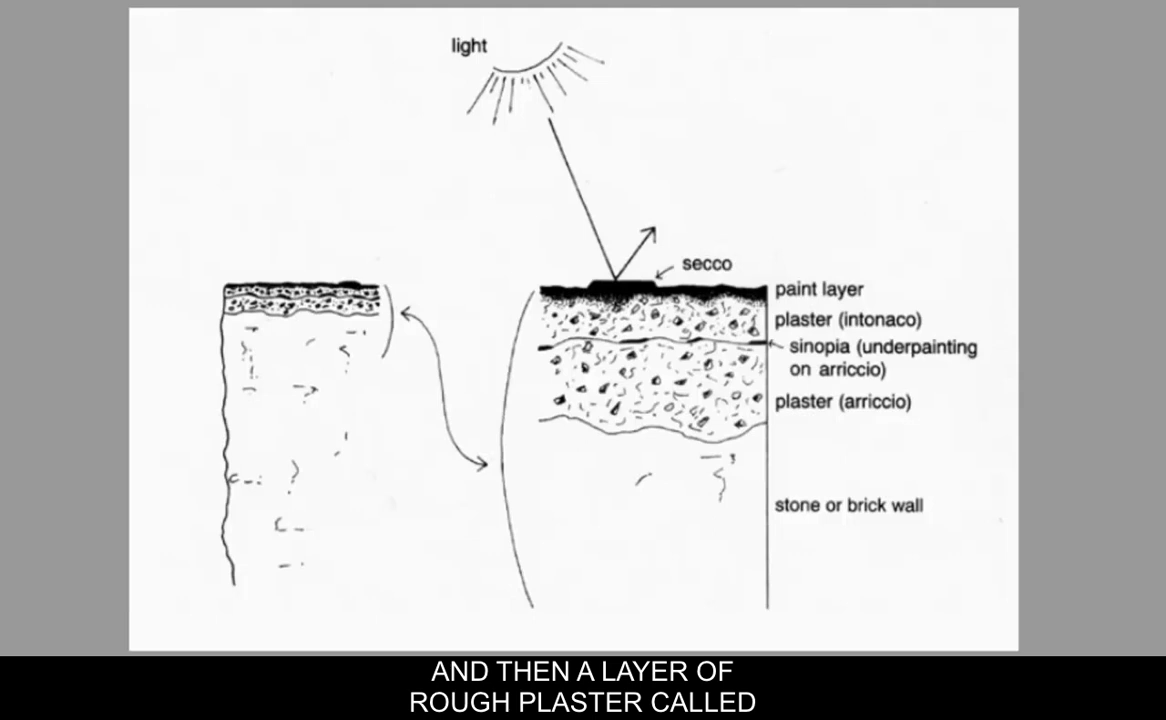 light
secco
paint layer
plaster (intonaco)
sinopia (underpainting
on arriccio)
plaster (arriccio)
stone or brick wall
AND THEN A LAYER OF
ROUGH PLASTER CALLED